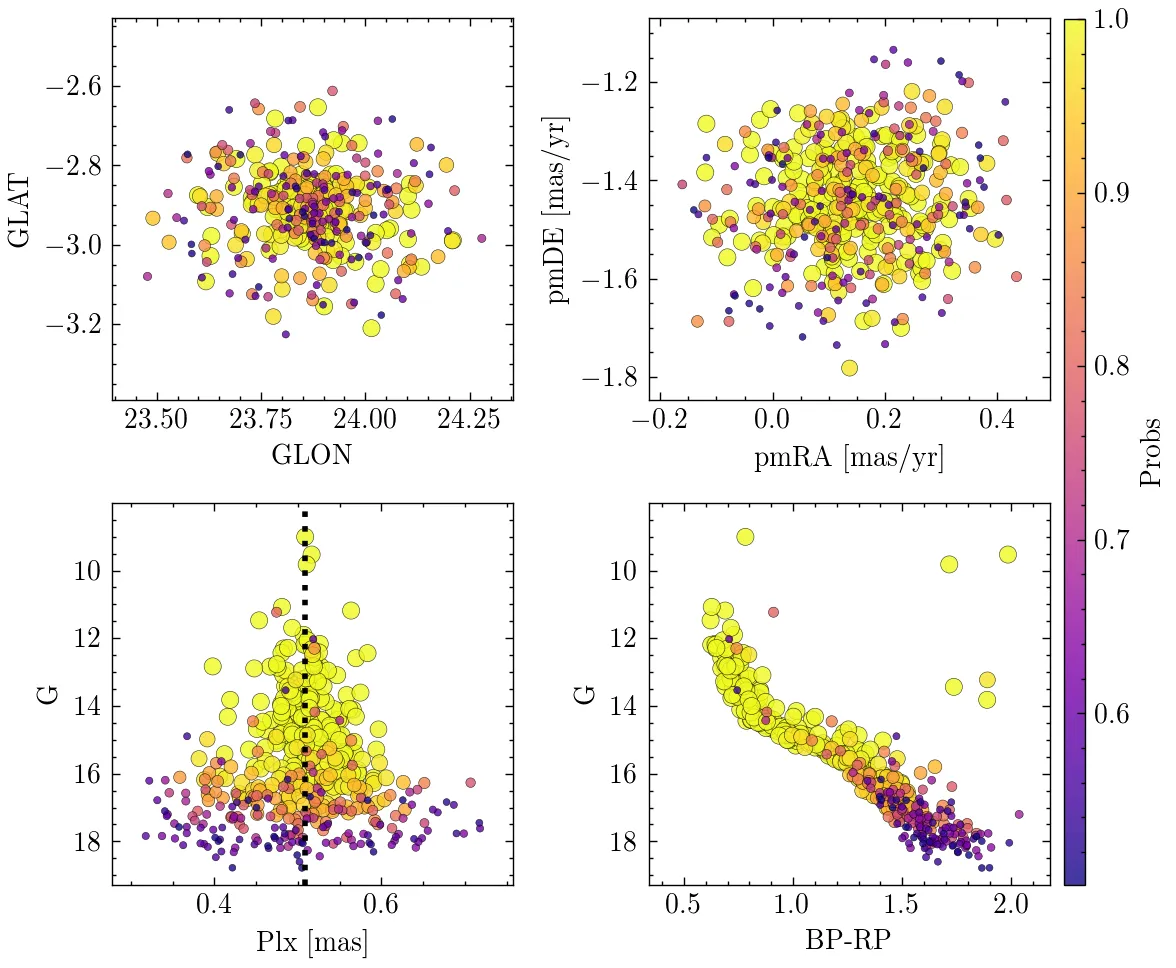 −2.6
−2.8
−3.0
−3.2
GLAT
23.50 23.75 24.00 24.25
GLON
−1.2
−1.4
−1.6
−1.8
pmDE [mas/yr]
−0.2 0.0 0.2 0.4
pmRA [mas/yr]
1.0
0.9
0.8
0.7
0.6
Probs
10
12
14
16
18
G
0.4 0.6
Plx [mas]
10
12
14
16
18
G
0.5 1.0 1.5 2.0
BP-RP